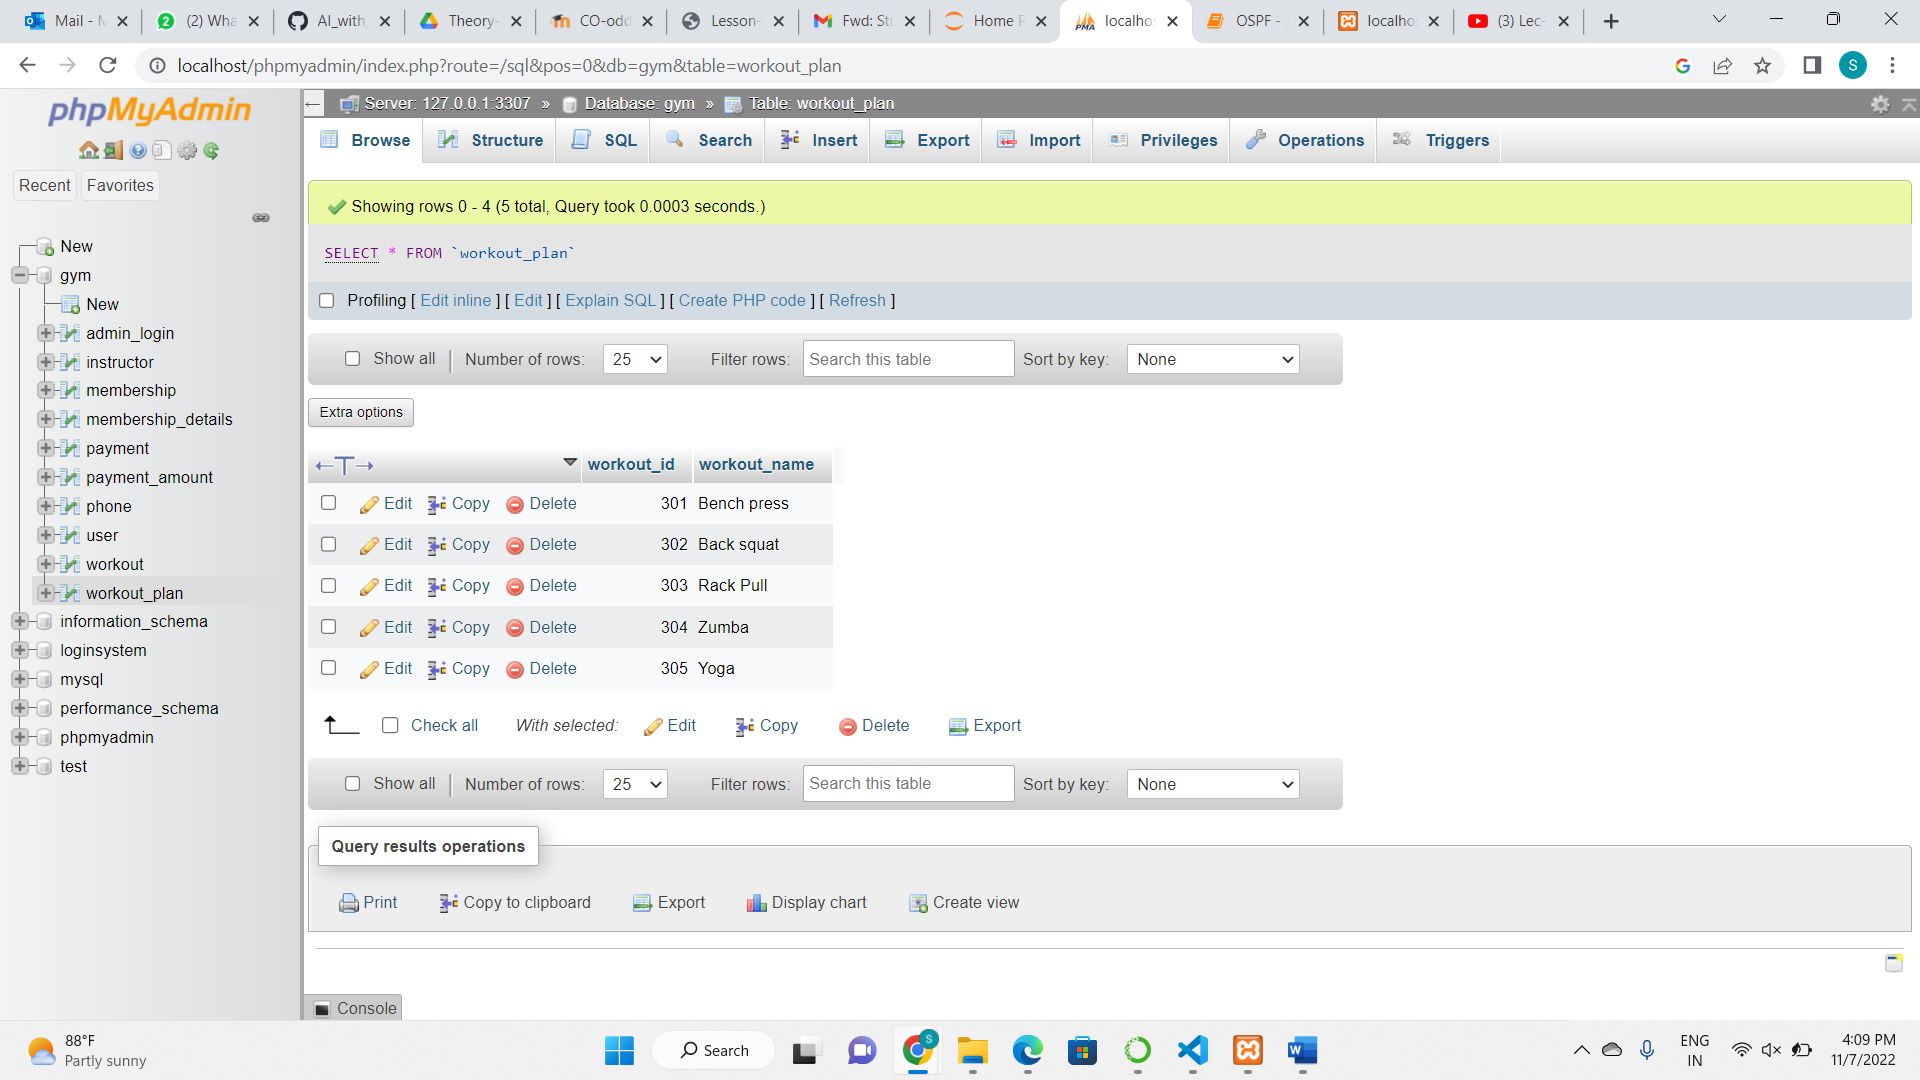 Mail - M
(2) Wha
AI_with_
Theory-
CO-odd
Lesson-
Fwd: Stu
Home P
localhos
OSPF -
localhos
(3) Lec-
localhost/phpmyadmin/index.php?route=/sql&pos=0&db=gym&table=workout_plan
S
phpMyAdmin
Recent
Favorites
New
gym
New
admin_login
instructor
membership
membership_details
payment
payment_amount
phone
user
workout
workout_plan
information_schema
loginsystem
mysql
performance_schema
phpmyadmin
test
Server: 127.0.0.1:3307 » Database: gym » Table: workout_plan
Browse Structure SQL Search Insert Export Import Privileges Operations Triggers
Showing rows 0 - 4 (5 total, Query took 0.0003 seconds.)
SELECT * FROM `workout_plan`
Profiling [ Edit inline ] [ Edit ] [ Explain SQL ] [ Create PHP code ] [ Refresh ]
Show all Number of rows: 25 Filter rows: Search this table Sort by key: None
Extra options
←T→ workout_id workout_name
Edit Copy Delete 301 Bench press
Edit Copy Delete 302 Back squat
Edit Copy Delete 303 Rack Pull
Edit Copy Delete 304 Zumba
Edit Copy Delete 305 Yoga
Check all With selected: Edit Copy Delete Export
Show all Number of rows: 25 Filter rows: Search this table Sort by key: None
Query results operations
Print Copy to clipboard Export Display chart Create view
Console
88°F
Partly sunny
Search
S
ENG
IN
4:09 PM
11/7/2022